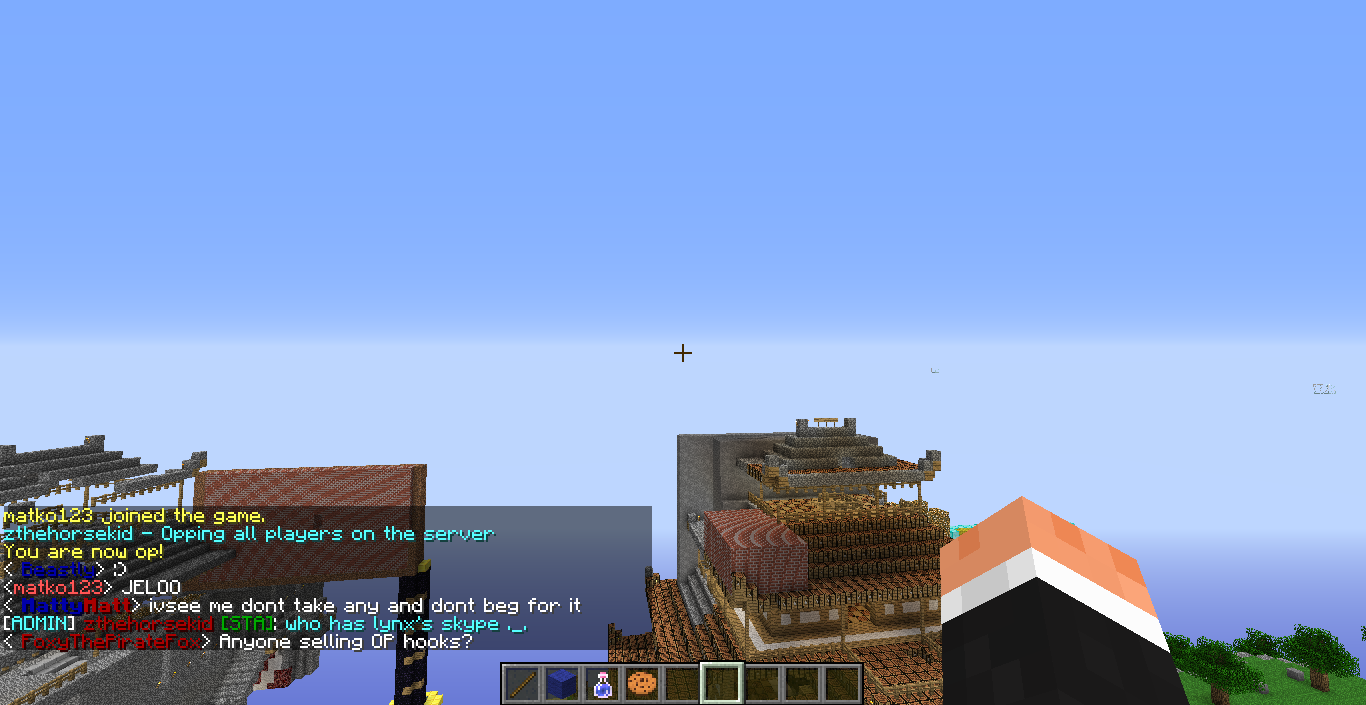 matko123 joined the game.
zthehorsekid - Opping all players on the server
You are now op!
< Beastly> :)
<matko123> JELOO
< MattyMatt> ivsee me dont take any and dont beg for it
[ADMIN] zthehorsekid [STA]: who has lynx's skype ._.
< FoxyThePirateFox> Anyone selling OP hooks?